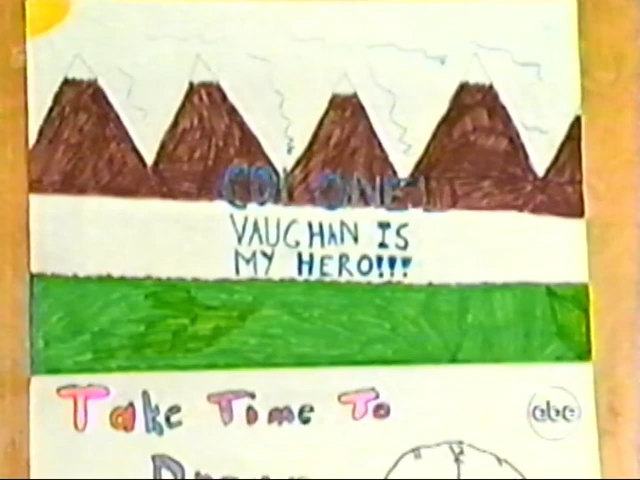 COLONEL
VAUGHAN IS
MY HERO!!!
Take Time To
abc